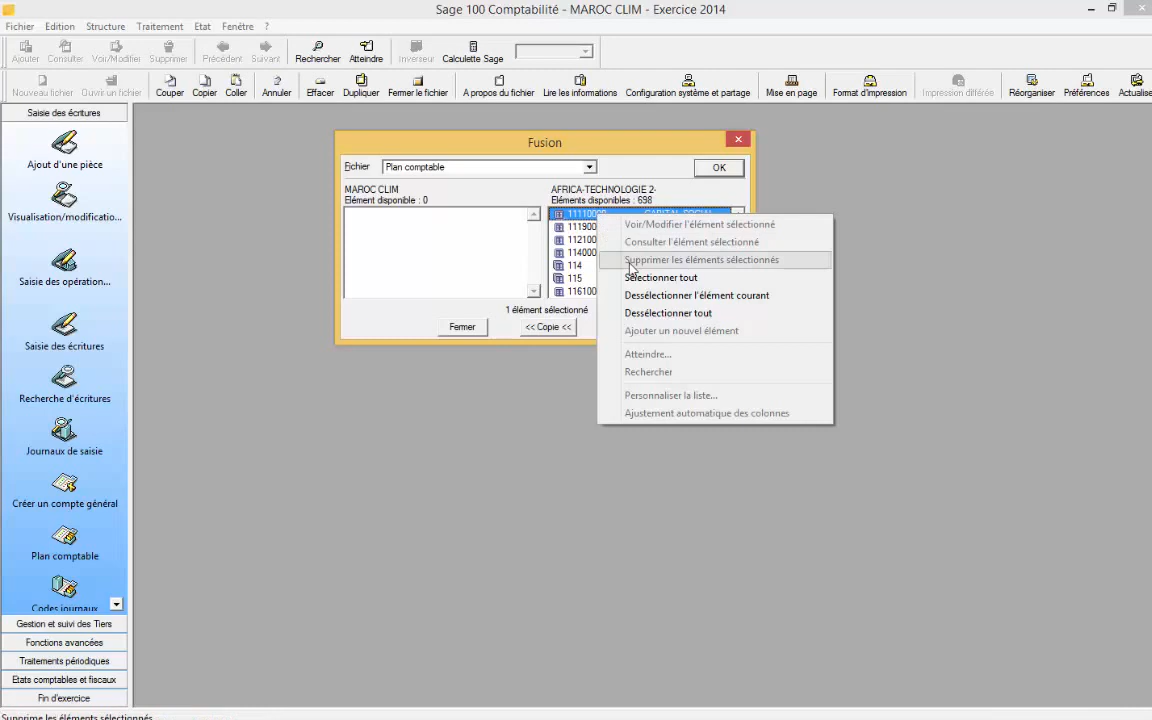 Sage 100 Comptabilité - MAROC CLIM - Exercice 2014
Fichier Edition Structure Traitement Etat Fenêtre ?
Ajouter Consulter Voir/Modifier Supprimer Précédent Suivant Rechercher Atteindre Inverseur Calculette Sage
Nouveau fichier Ouvrir un fichier Couper Copier Coller Annuler Effacer Dupliquer Fermer le fichier A propos du fichier Lire les informations Configuration système et partage Mise en page Format d'impression Impression différée Réorganiser Préférences Actualise
Saisie des écritures
Ajout d'une pièce
Visualisation/modificatio...
Saisie des opération...
Saisie des écritures
Recherche d'écritures
Journaux de saisie
Créer un compte général
Plan comptable
Codes journaux
Gestion et suivi des Tiers
Fonctions avancées
Traitements périodiques
Etats comptables et fiscaux
Fin d'exercice
Supprime les éléments sélectionnés
Fusion
Fichier Plan comptable OK
MAROC CLIM
Elément disponible : 0
AFRICA-TECHNOLOGIE 2-
Eléments disponibles : 698
11110000 CAPITAL SOCIAL
111900
112100
114000
114
115
116100
1 élément sélectionné
Fermer << Copie <<
Voir/Modifier l'élément sélectionné
Consulter l'élément sélectionné
Supprimer les éléments sélectionnés
Sélectionner tout
Dessélectionner l'élément courant
Dessélectionner tout
Ajouter un nouvel élément
Atteindre...
Rechercher
Personnaliser la liste...
Ajustement automatique des colonnes